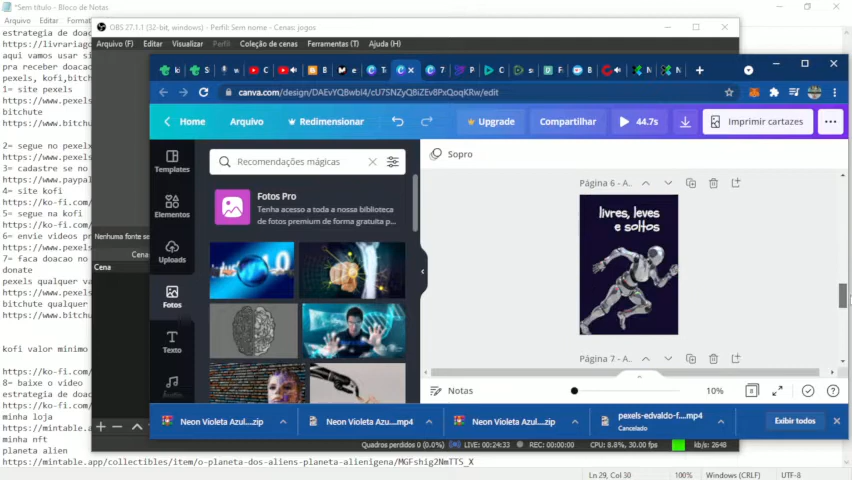 *Sem título - Bloco de Notas
Arquivo Editar Format
estrategia de doa
https://livrariago
aqui vamos usar si
pra receber doacao
pexels, kofi,bitchut
1= site pexels
https://www.pexels
bitchute
https://www.bitchu
2= segue no pexelx
https://www.pexels
3= cadastre se no
https://www.paypal
4= site kofi
https://ko-fi.com/
5= segue na kofi
https://ko-fi.com/
6= envie videos pr
https://www.pexels
7= faca doacao no
donate
pexels qualquer va
https://www.pexels
bitchute qualquer
https://www.bitchu
kofi valor minimo
https://ko-fi.com/
8= baixe o video
estrategia de doac
https://ko-fi.com/
minha loja
https://mintable.a
minha nft
planeta alien
https://mintable.app/collectibles/item/o-planeta-dos-aliens-planeta-alienigena/MGFshig2NmTTS_X
OBS 27.1.1 (32-bit, windows) - Perfil: Sem nome - Cenas: jogos
Arquivo (F) Editar Visualizar Perfil Coleção de cenas Ferramentas (T) Ajuda (H)
Nenhuma fonte se
Cena
Cena
canva.com/design/DAEvYQBwbl4/cU7SNZyQBiZEv8PxQoqKRw/edit
Home Arquivo Redimensionar Upgrade Compartilhar 44.7s Imprimir cartazes
Templates
Elementos
Uploads
Fotos
Texto
Recomendações mágicas
Fotos Pro
Tenha acesso a toda a nossa biblioteca
de fotos premium de forma gratuita p...
Sopro
Página 6 - A..
livres, leves
e soltos
Página 7 - A..
Notas
10%
Neon Violeta Azul....zip
Neon Violeta Azu....mp4
Neon Violeta Azul....zip
pexels-edvaldo-f....mp4
Cancelado
Exibir todos
Quadros perdidos 0 (0.0%) LIVE: 00:24:33 REC: 00:00:00 CPU: 8.8%, 30.00 fps kb/s: 2648
Ln 29, Col 30 100% Windows (CRLF) UTF-8